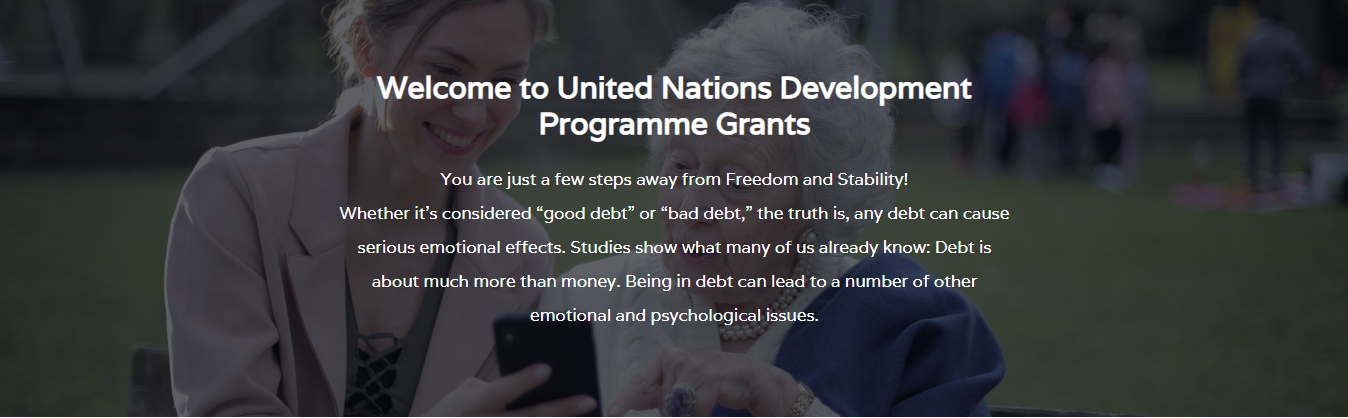 Welcome to United Nations Development
Programme Grants
You are just a few steps away from Freedom and Stability!
Whether it’s considered “good debt” or “bad debt,” the truth is, any debt can cause
serious emotional effects. Studies show what many of us already know: Debt is
about much more than money. Being in debt can lead to a number of other
emotional and psychological issues.